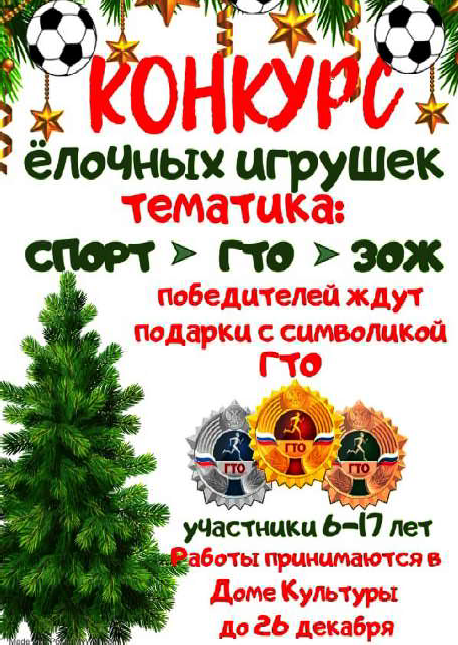 КОНКУРС
ёлочных игрушек
тематика:
СПОРТ > ГТО > ЗОЖ
победителей ждут
подарки с символикой
ГТО
ГТО
ГТО
ГТО
участники 6-17 лет
Работы принимаются в
Доме Культуры
до 26 декабря